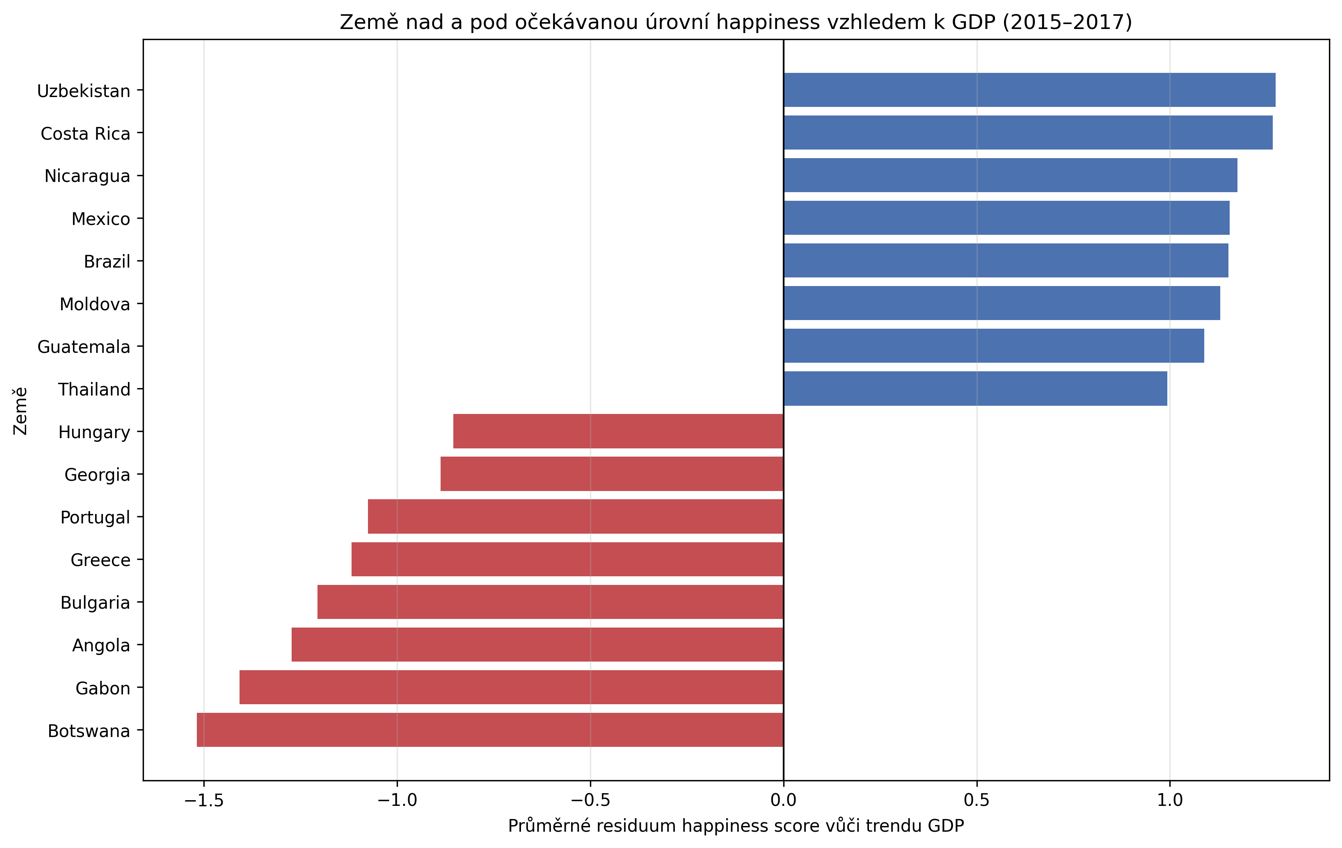 Země nad a pod očekávanou úrovní happiness vzhledem k GDP (2015–2017)
Země
Uzbekistan
Costa Rica
Nicaragua
Mexico
Brazil
Moldova
Guatemala
Thailand
Hungary
Georgia
Portugal
Greece
Bulgaria
Angola
Gabon
Botswana
−1.5 −1.0 −0.5 0.0 0.5 1.0
Průměrné residuum happiness score vůči trendu GDP